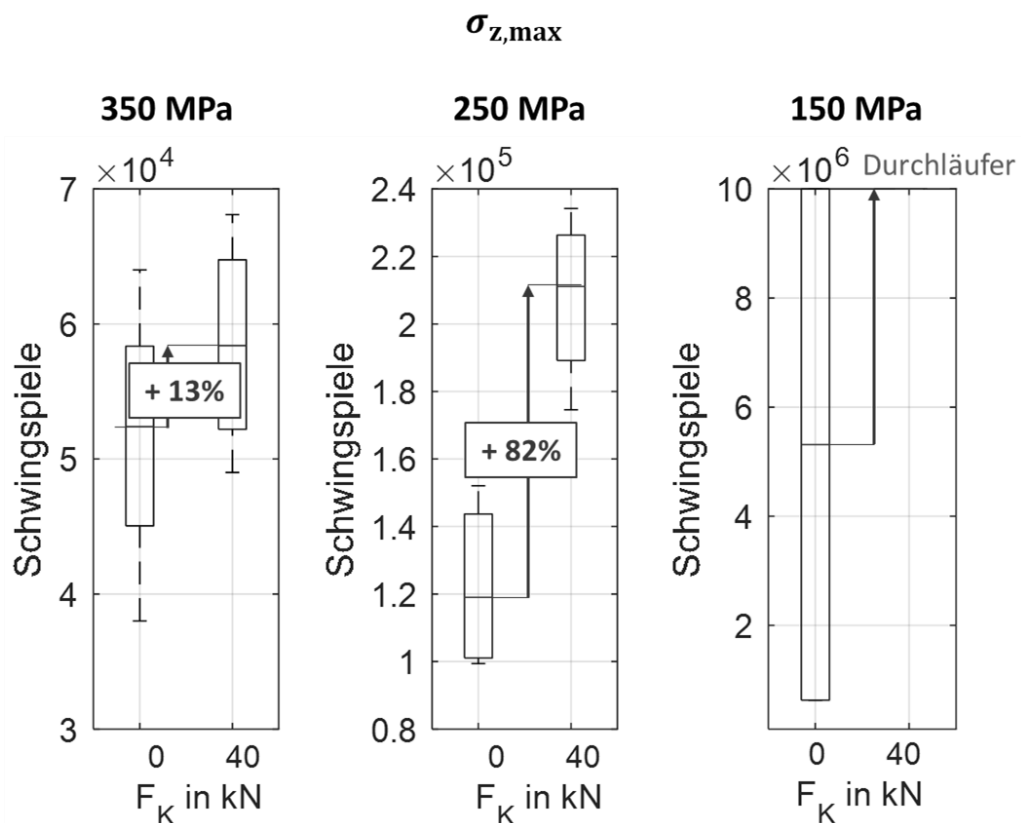 σz,max
350 MPa
250 MPa
150 MPa
×10^4
7
6
5
4
3
Schwingspiele
+ 13%
0
40
F_K in kN
×10^5
2.4
2.2
2
1.8
1.6
1.4
1.2
1
0.8
Schwingspiele
+ 82%
0
40
F_K in kN
×10^6
Durchläufer
10
8
6
4
2
Schwingspiele
0
40
F_K in kN